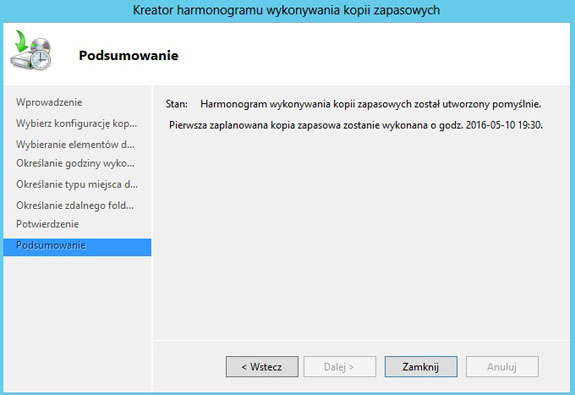 Kreator harmonogramu wykonywania kopii zapasowych
Podsumowanie
Wprowadzenie
Wybierz konfigurację kop...
Wybieranie elementów d...
Określanie godziny wyko...
Określanie typu miejsca d...
Określanie zdalnego fold...
Potwierdzenie
Podsumowanie
Stan: Harmonogram wykonywania kopii zapasowych został utworzony pomyślnie.
Pierwsza zaplanowana kopia zapasowa zostanie wykonana o godz. 2016-05-10 19:30.
< Wstecz Dalej > Zamknij Anuluj